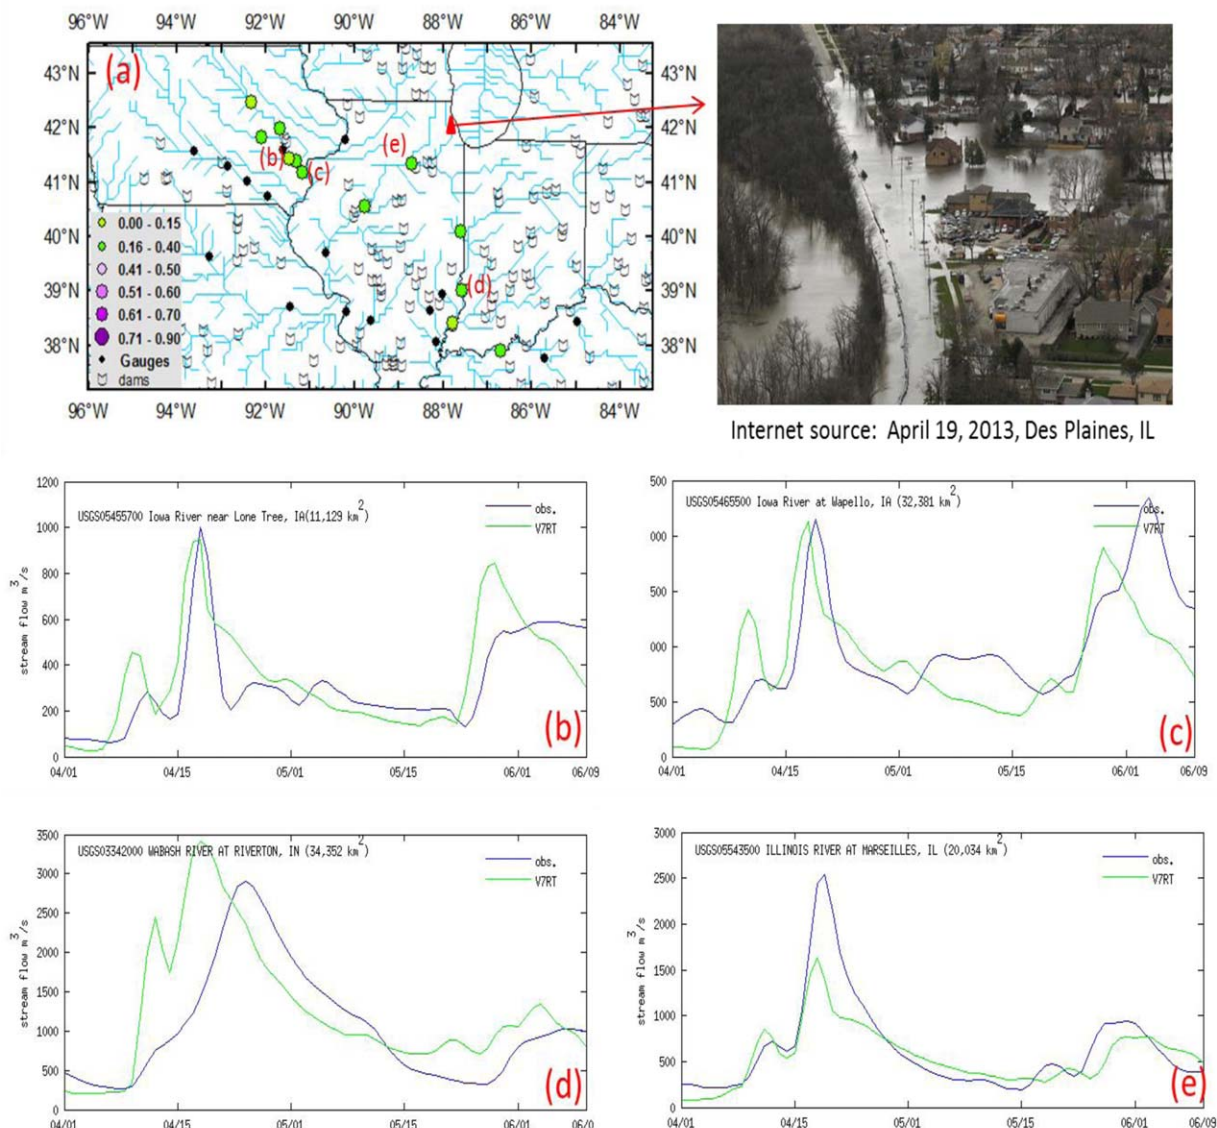 96°W 94°W 92°W 90°W 88°W 86°W 84°W
(a)
43°N 43°N
42°N 42°N
(e)
(b)
(c)
41°N 41°N
0.00 - 0.15
40°N 40°N
0.16 - 0.40
0.41 - 0.50
(d)
39°N 39°N
0.51 - 0.60
0.61 - 0.70
38°N 38°N
0.71 - 0.90
Gauges
dams
96°W 94°W 92°W 90°W 88°W 86°W 84°W
Internet source: April 19, 2013, Des Plaines, IL
1200
USGS05455700 Iowa River near Lone Tree, IA(11,129 km2)
obs.
V7RT
1000
800
600
400
200
0
stream flow m3/s
(b)
04/01 04/15 05/01 05/15 06/01 06/09
500
USGS05465500 Iowa River at Wapello, IA (32,381 km2)
obs.
V7RT
000
500
000
500
0
(c)
04/01 04/15 05/01 05/15 06/01 06/09
3500
USGS03342000 WABASH RIVER AT RIVERTON, IN (34,352 km2)
obs.
V7RT
3000
2500
2000
1500
1000
500
0
stream flow m3/s
(d)
04/01 04/15 05/01 05/15 06/01 06/0
3000
USGS05543500 ILLINOIS RIVER AT MARSEILLES, IL (20,034 km2)
obs.
V7RT
2500
2000
1500
1000
500
0
stream flow m3/s
(e)
04/01 04/15 05/01 05/15 06/01 06/09